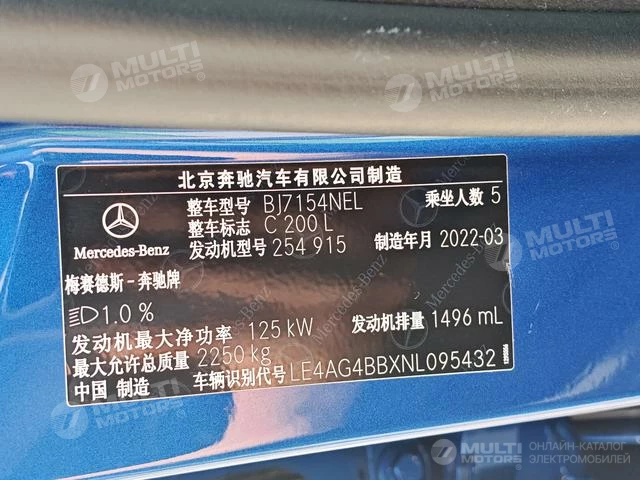 MULTI
MOTORS
MULTI
MOTORS
北京奔驰汽车有限公司制造
整车型号 BJ7154NEL 乘坐人数 5
整车标志 C 200 L
发动机型号 254 915 制造年月 2022-03
Mercedes-Benz
梅赛德斯-奔驰牌
1.0 %
发动机最大净功率 125 kW 发动机排量 1496 mL
最大允许总质量 2250 kg
中国 制造 车辆识别代号 LE4AG4BBXNL095432
MULTI
MOTORS
MULTI
MOTORS
ОНЛАЙН-КАТАЛОГ
ЭЛЕКТРОМОБИЛЕЙ